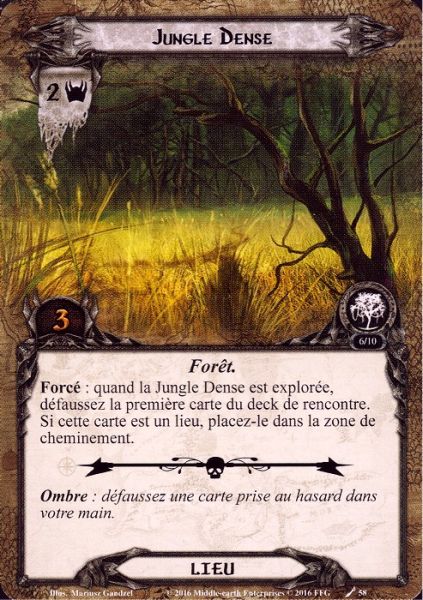 Jungle Dense
2
3
6/10
Forêt.
Forcé : quand la Jungle Dense est explorée,
défaussez la première carte du deck de rencontre.
Si cette carte est un lieu, placez-le dans la zone de
cheminement.
Ombre : défaussez une carte prise au hasard dans
votre main.
LIEU
Illus. Mariusz Gandzel © 2016 Middle-earth Enterprises © 2016 FFG 58